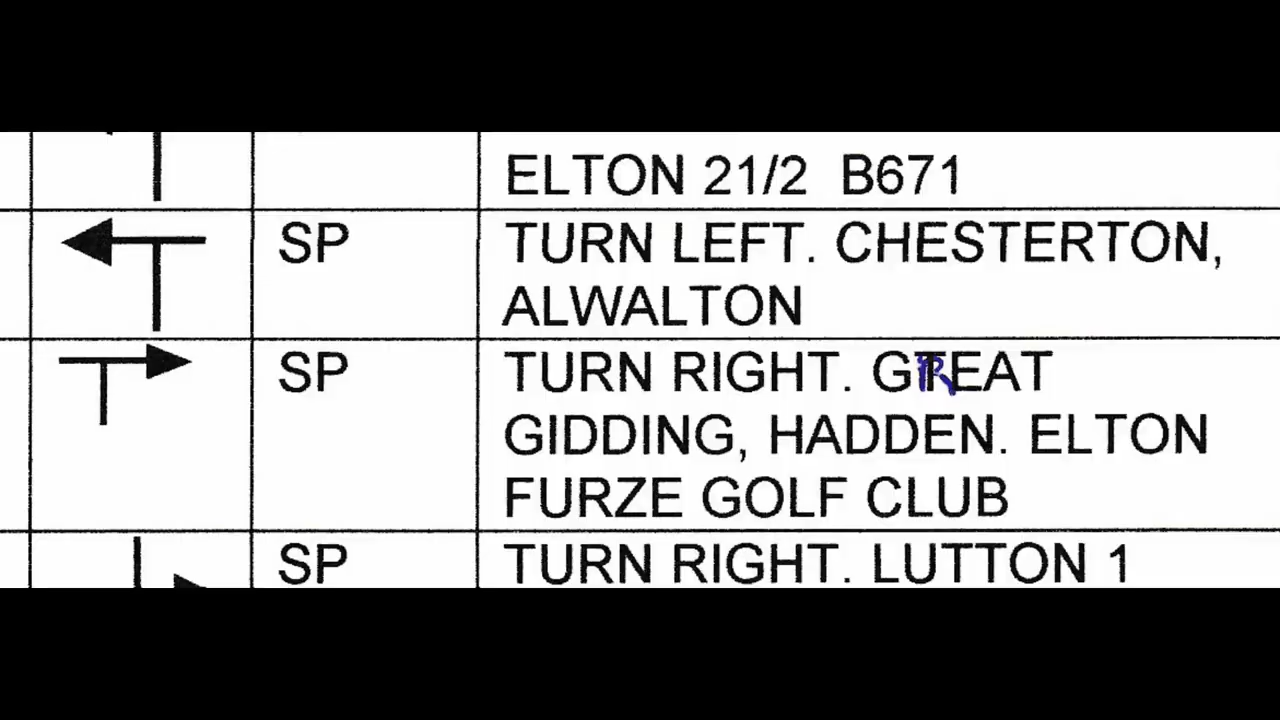 ELTON 21/2 B671
SP TURN LEFT. CHESTERTON,
ALWALTON
SP TURN RIGHT. GREAT
GIDDING, HADDEN. ELTON
FURZE GOLF CLUB
SP TURN RIGHT. LUTTON 1